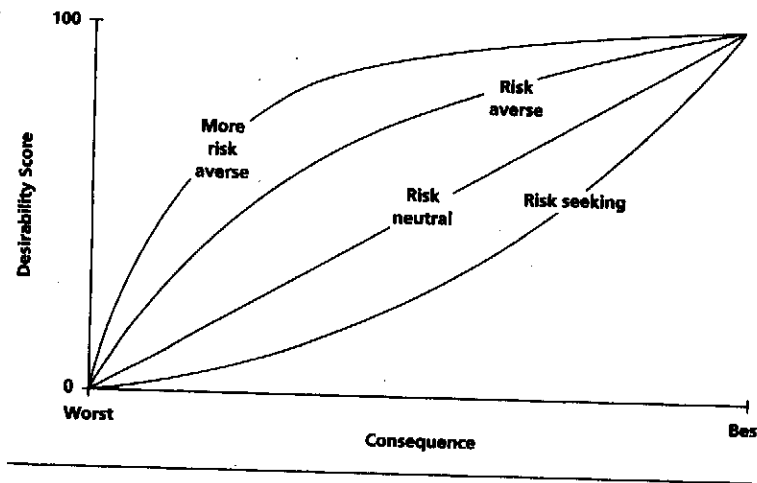 100
Desirability Score
More
risk
averse
Risk
averse
Risk
neutral
Risk seeking
0
Worst
Bes
Consequence